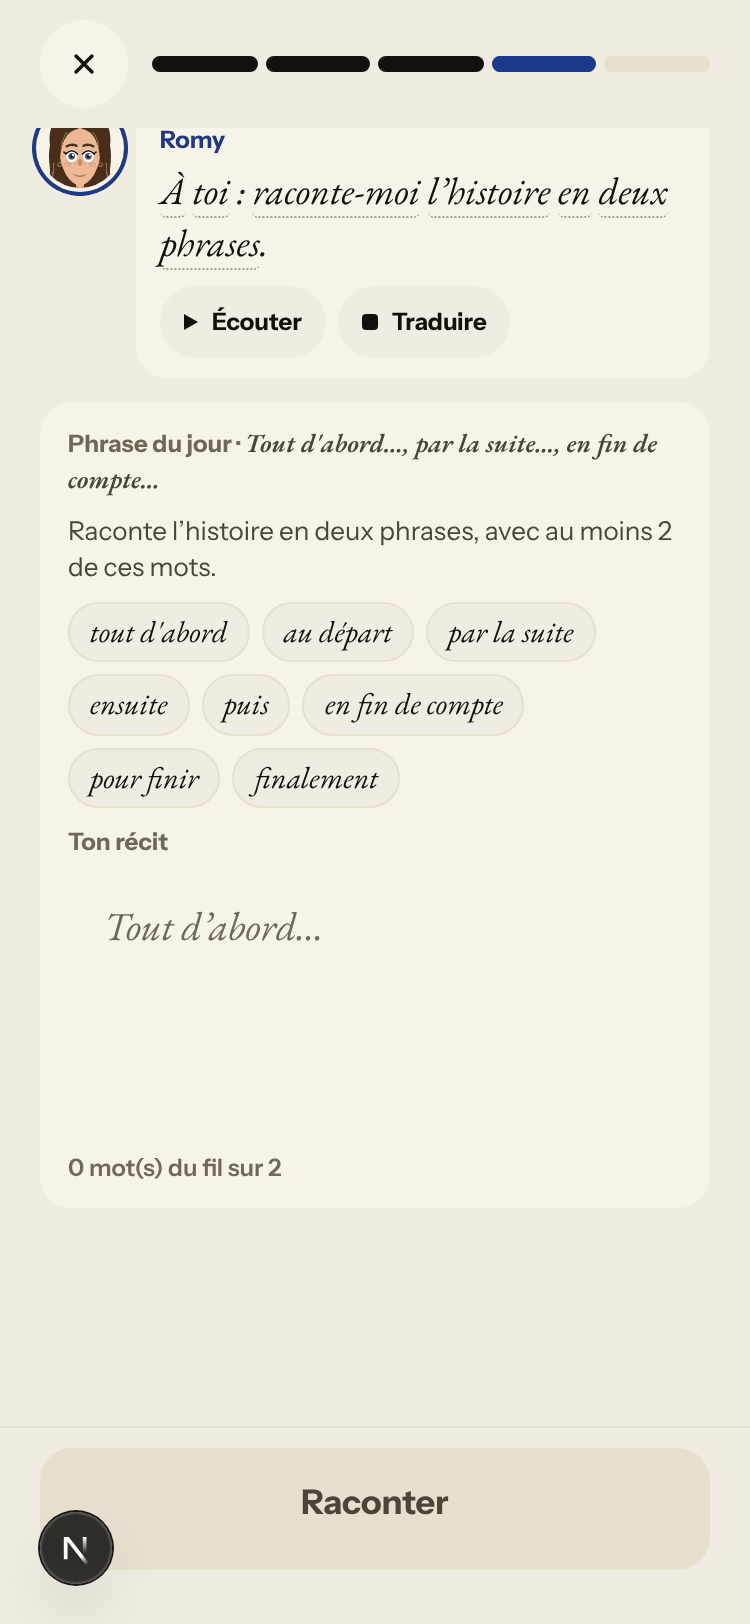 Romy
À toi : raconte-moi l’histoire en deux
phrases.
Écouter
Traduire
Phrase du jour · Tout d'abord…, par la suite…, en fin de
compte…
Raconte l’histoire en deux phrases, avec au moins 2
de ces mots.
tout d'abord
au départ
par la suite
ensuite
puis
en fin de compte
pour finir
finalement
Ton récit
Tout d’abord…
0 mot(s) du fil sur 2
Raconter
N